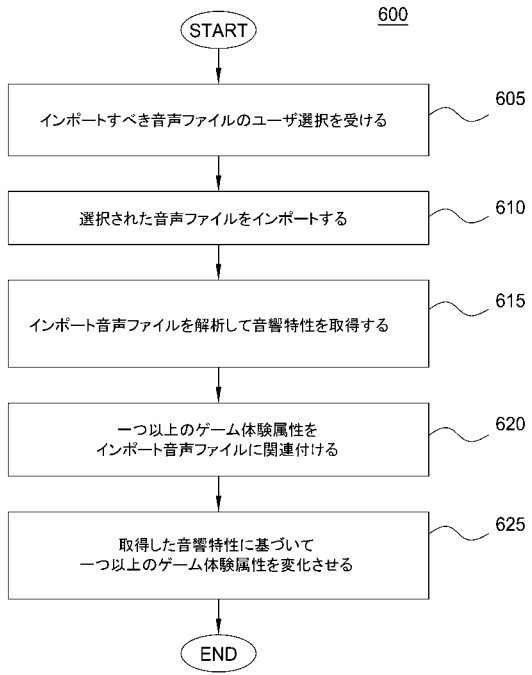 START
600
インポートすべき音声ファイルのユーザ選択を受ける
605
選択された音声ファイルをインポートする
610
インポート音声ファイルを解析して音響特性を取得する
615
一つ以上のゲーム体験属性を
インポート音声ファイルに関連付ける
620
取得した音響特性に基づいて
一つ以上のゲーム体験属性を変化させる
625
END